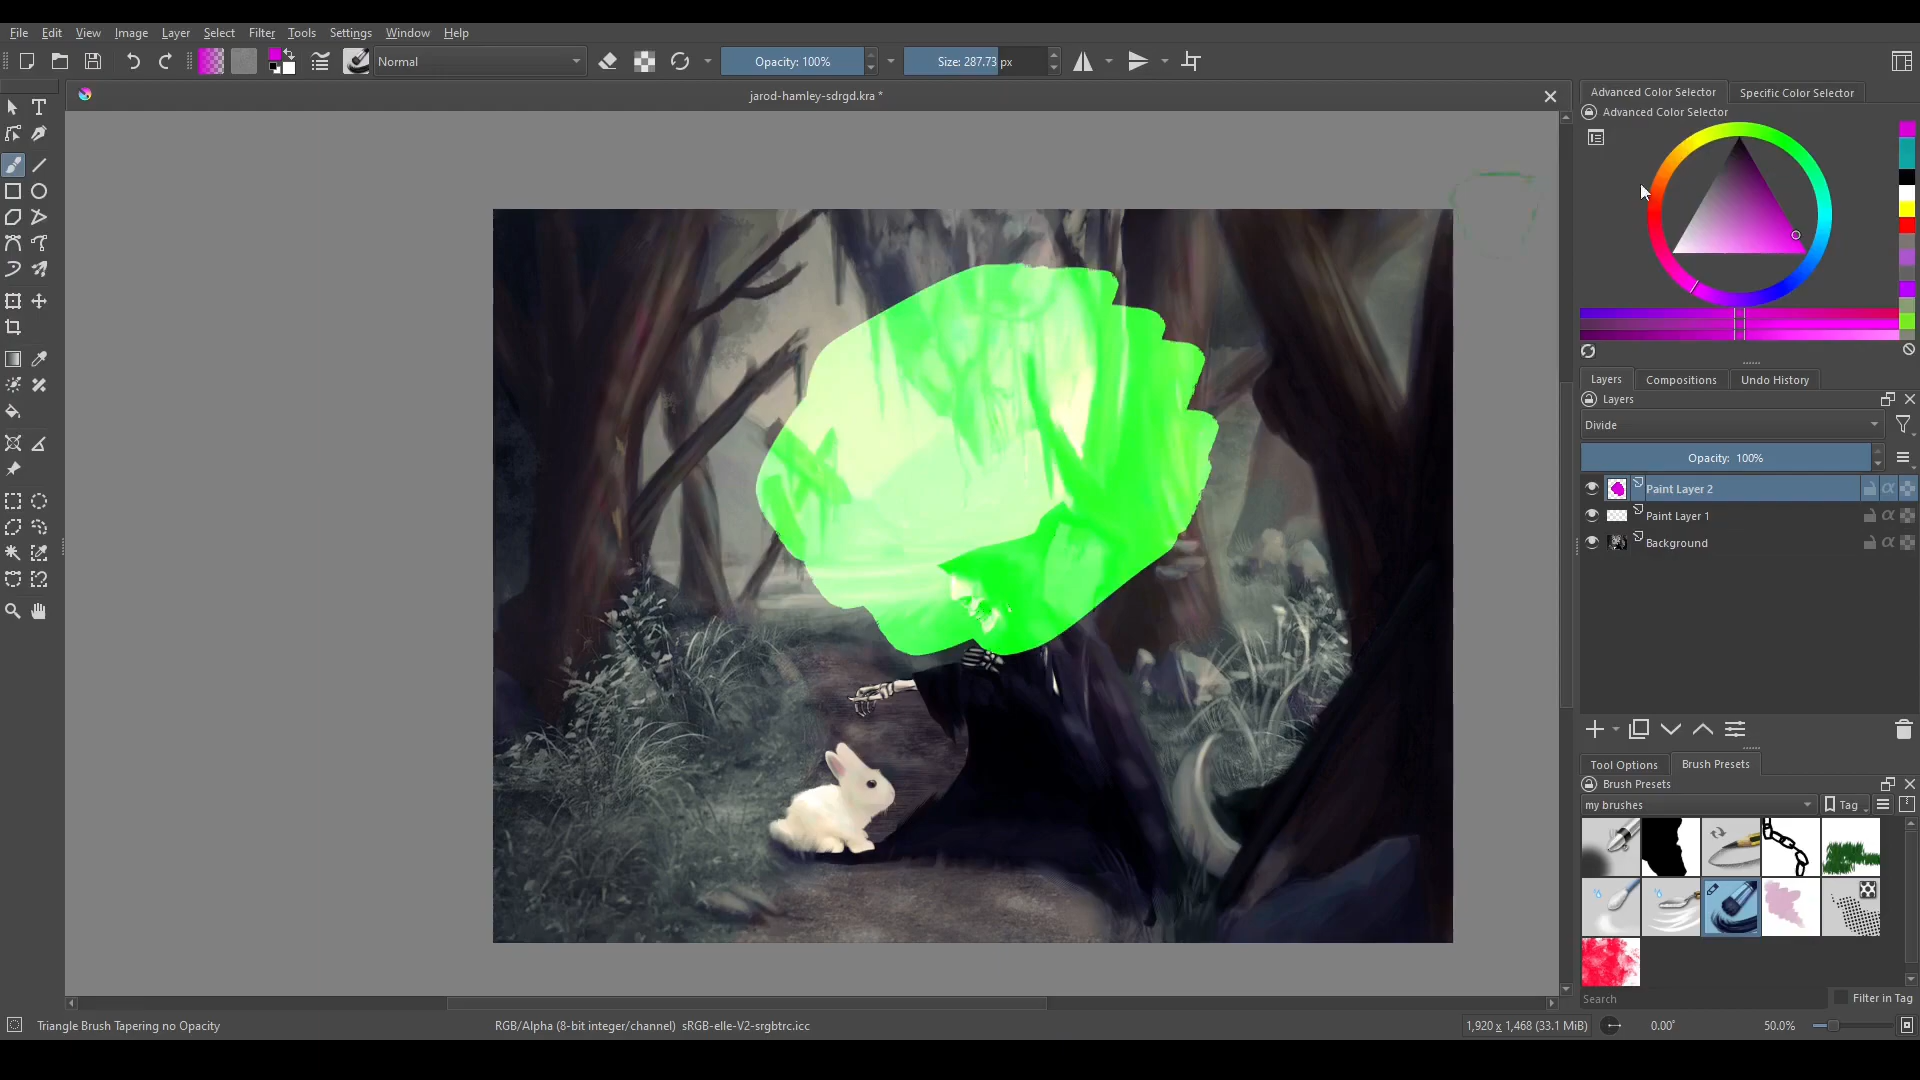 File Edit View Image Layer Select Filter Tools Settings Window Help
Normal
Opacity: 100%
Size: 287.73 px
jarod-hamley-sdrgd.kra *
Advanced Color Selector
Specific Color Selector
Advanced Color Selector
Layers
Compositions
Undo History
Layers
Divide
Opacity: 100%
Paint Layer 2
Paint Layer 1
Background
Tool Options
Brush Presets
Brush Presets
my brushes
Tag
Search
Filter in Tag
Triangle Brush Tapering no Opacity
RGB/Alpha (8-bit integer/channel) sRGB-elle-V2-srgbtrc.icc
1,920 x 1,468 (33.1 MiB)
0.00°
50.0%